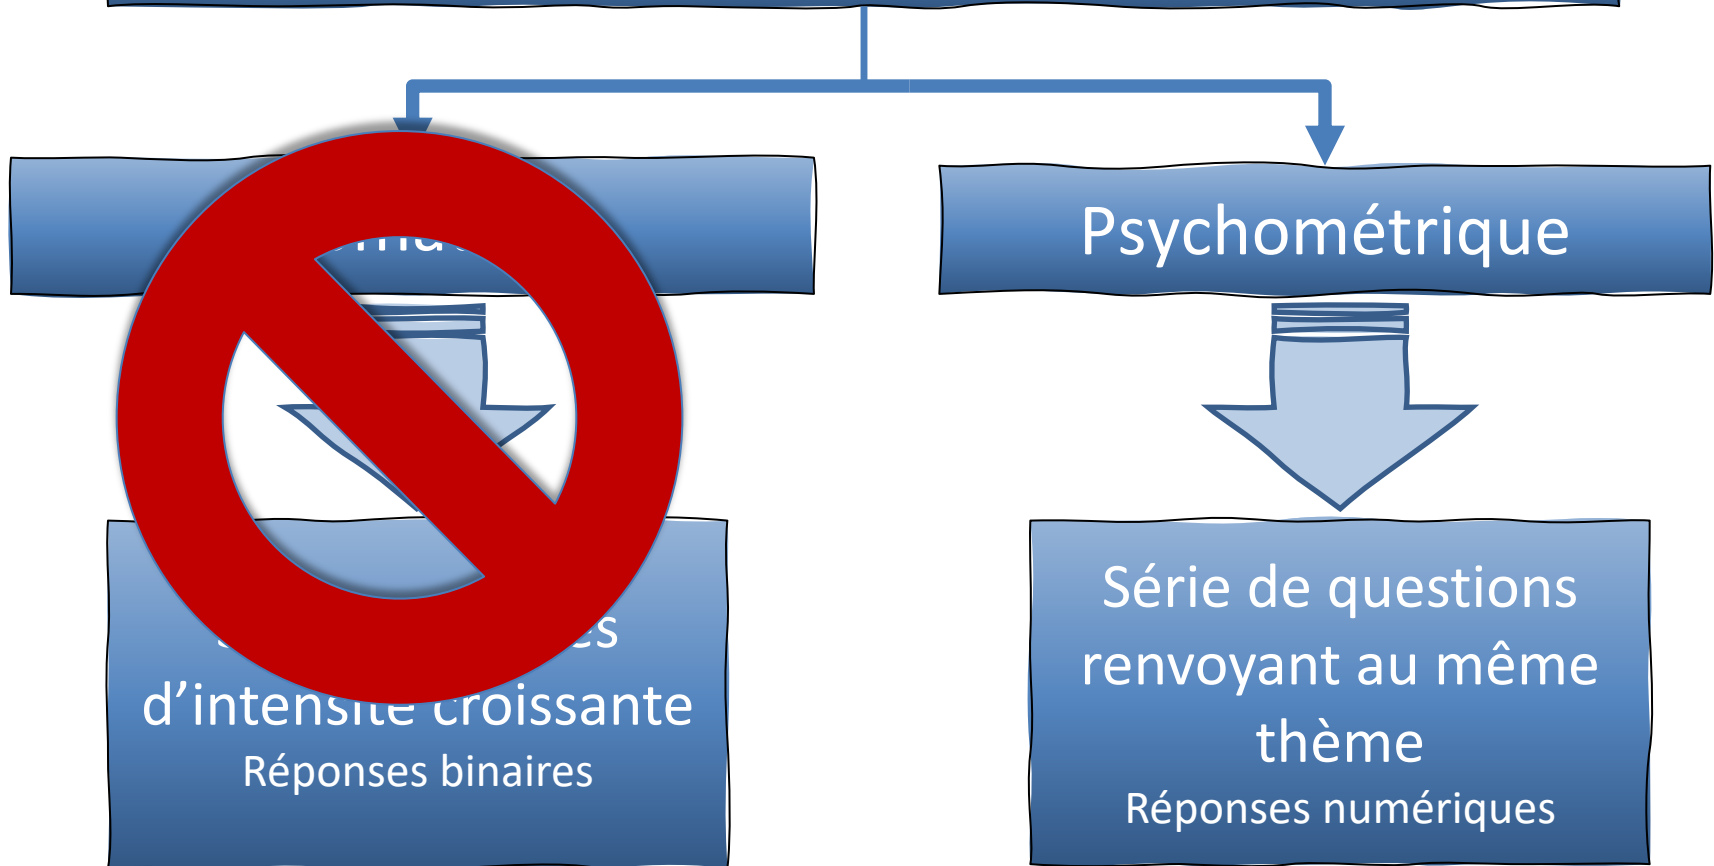 Psychométrique
d’intensité croissante
Réponses binaires
Série de questions
renvoyant au même
thème
Réponses numériques